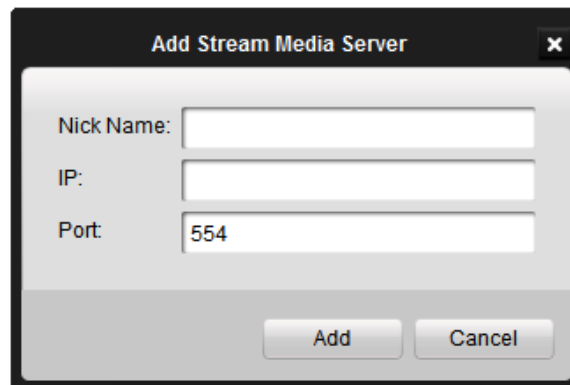 Add Stream Media Server
Nick Name:
IP:
Port: 554
Add Cancel